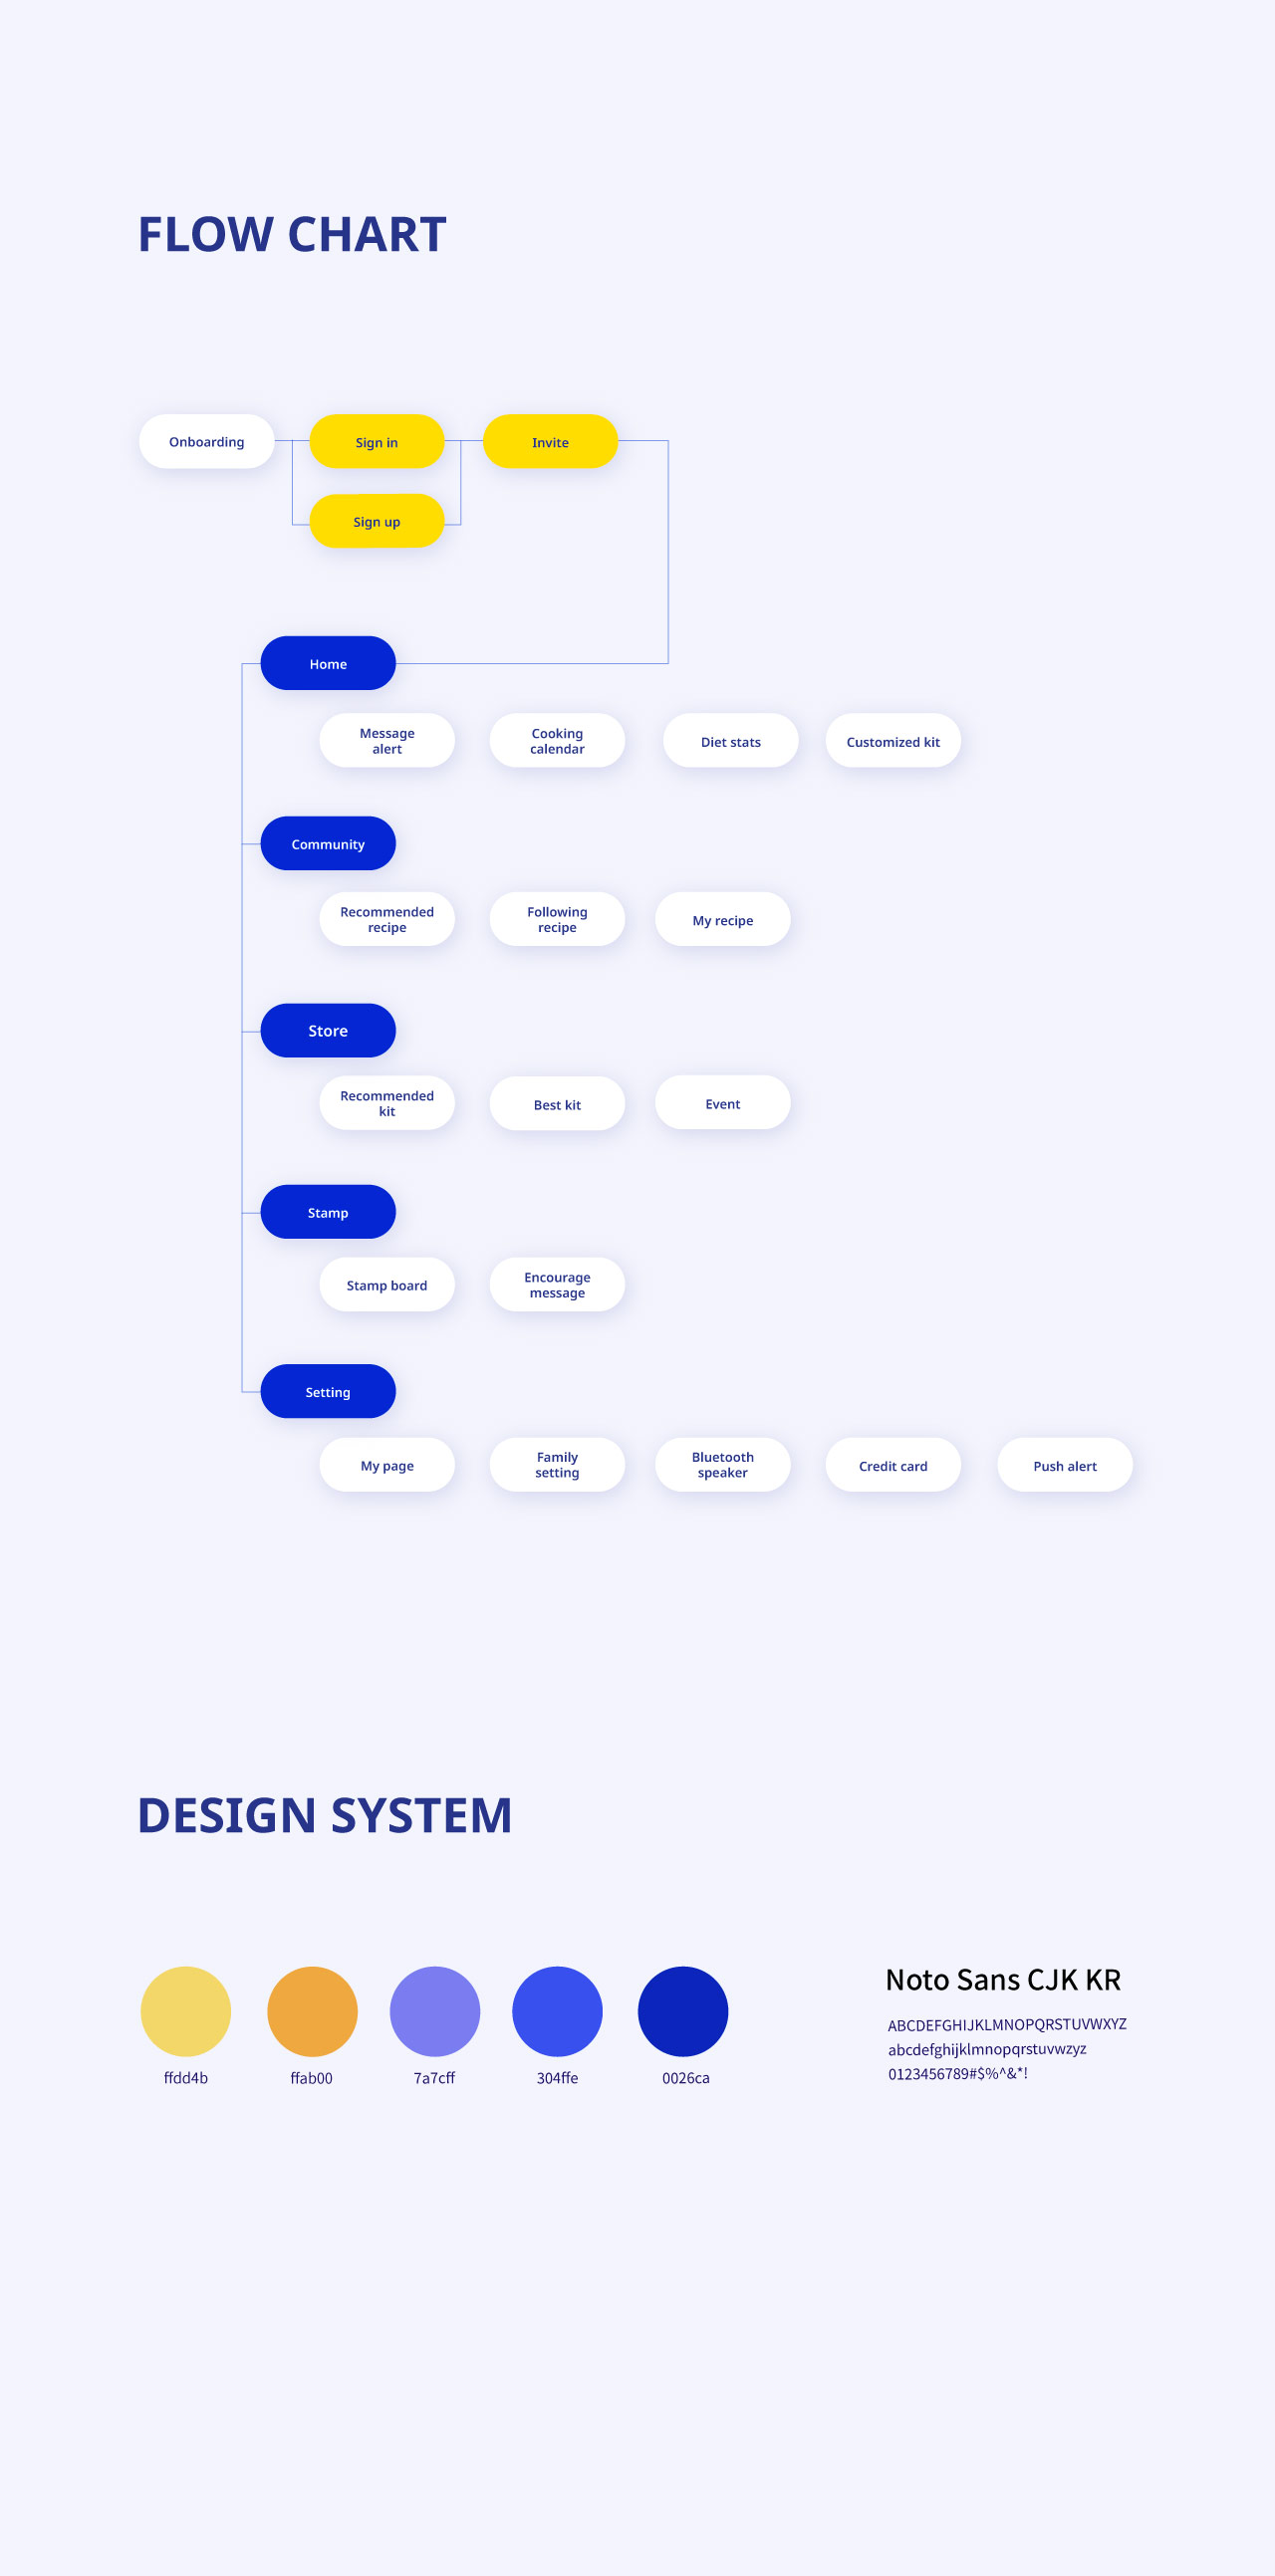 FLOW CHART
Onboarding
Sign in
Invite
Sign up
Home
Message
alert
Cooking
calendar
Diet stats
Customized kit
Community
Recommended
recipe
Following
recipe
My recipe
Store
Recommended
kit
Best kit
Event
Stamp
Stamp board
Encourage
message
Setting
My page
Family
setting
Bluetooth
speaker
Credit card
Push alert
DESIGN SYSTEM
ffdd4b
ffab00
7a7cff
304ffe
0026ca
Noto Sans CJK KR
ABCDEFGHIJKLMNOPQRSTUVWXYZ
abcdefghijklmnopqrstuvwzyz
0123456789#$%^&*!